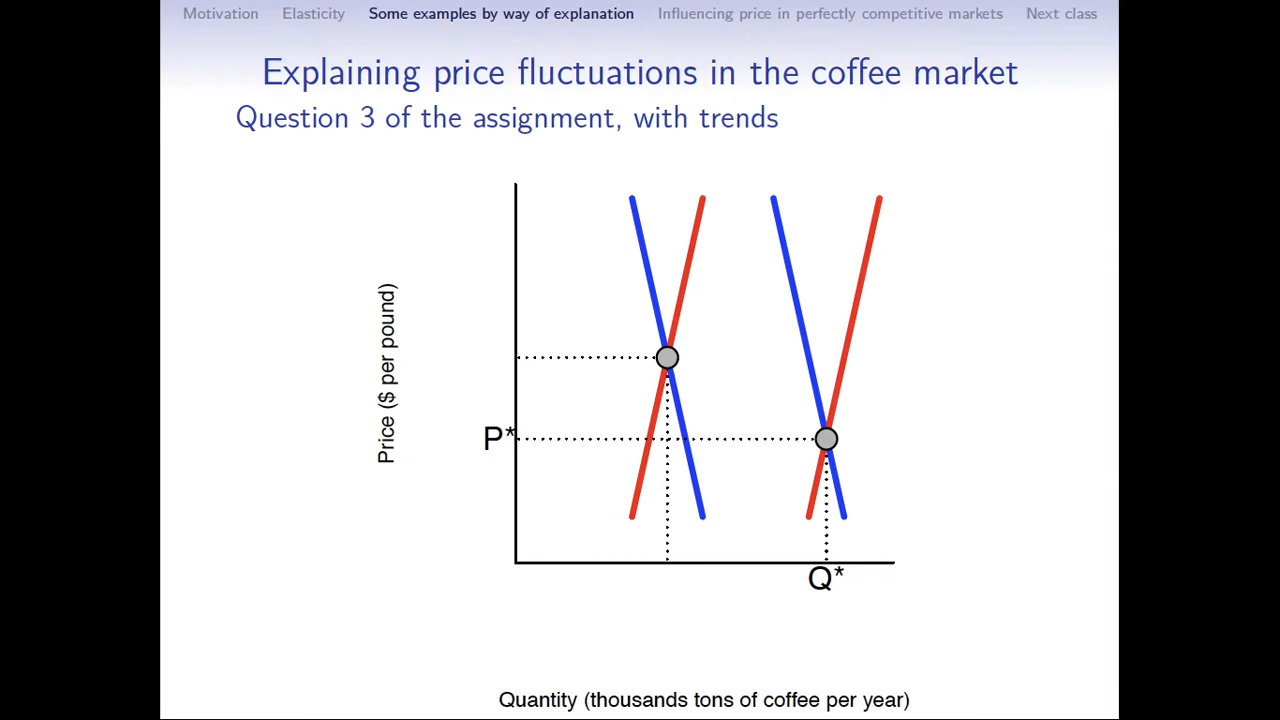 Motivation Elasticity Some examples by way of explanation Influencing price in perfectly competitive markets Next class
Explaining price fluctuations in the coffee market
Question 3 of the assignment, with trends
Price ($ per pound)
P*
Q*
Quantity (thousands tons of coffee per year)